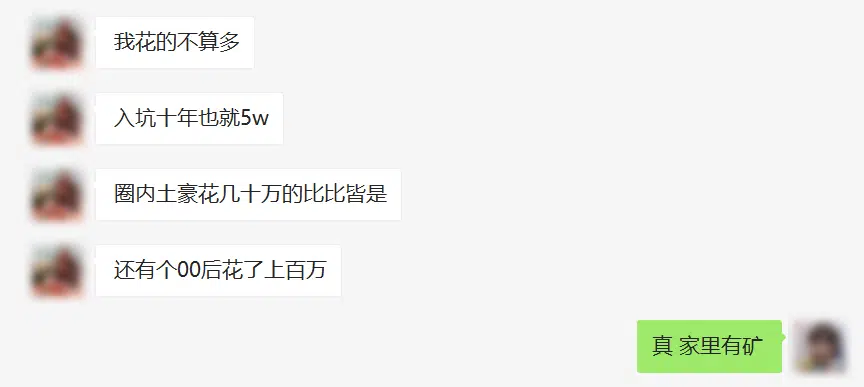 我花的不算多
入坑十年也就5w
圈内土豪花几十万的比比皆是
还有个00后花了上百万
真 家里有矿